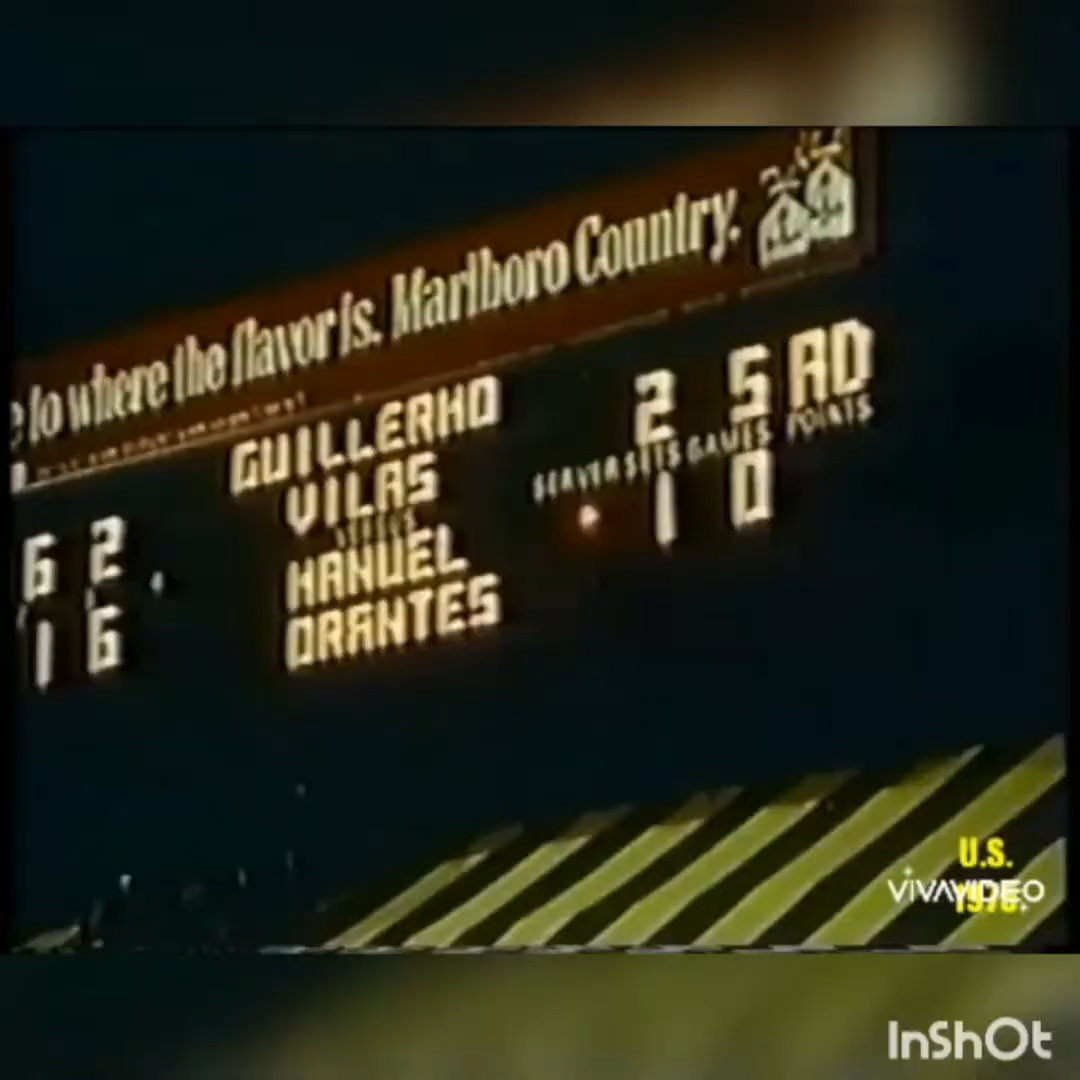 e to where the flavor is. Marlboro Country.
GUILLERMO 2 5 AD
VILAS SERVER SETS GAMES POINTS
6 2
VERSUS
MANUEL 1 0
1 6 ORANTES
U.S.
VIVAVIDEO
InShOt